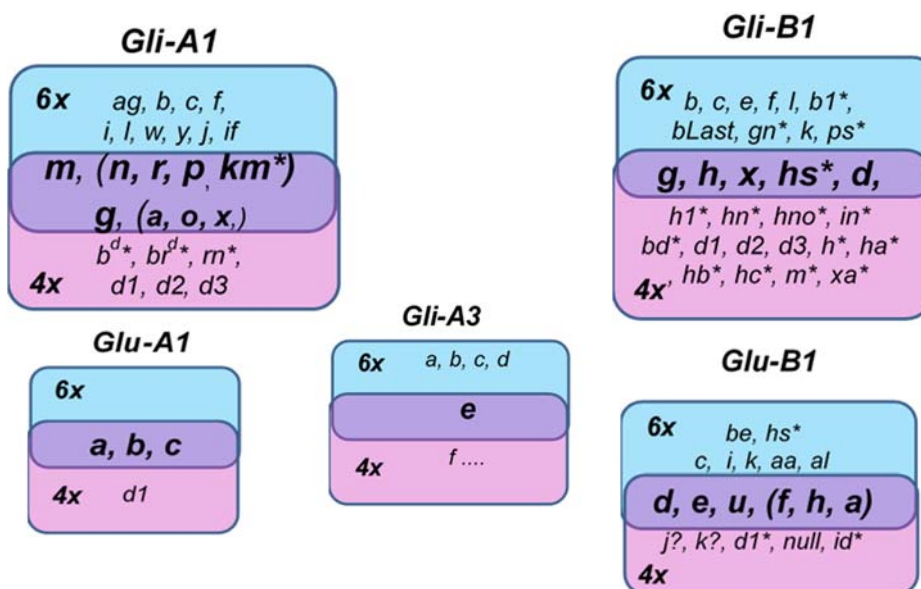 Gli-A1
6x ag, b, c, f,
i, l, w, y, j, if
m, (n, r, p, km*)
g, (a, o, x,)
b^d*, br^d*, rn*,
4x d1, d2, d3
Gli-B1
6x b, c, e, f, l, b1*,
bLast, gn*, k, ps*
g, h, x, hs*, d,
h1*, hn*, hno*, in*
bd*, d1, d2, d3, h*, ha*
4x, hb*, hc*, m*, xa*
Glu-A1
6x
a, b, c
4x d1
Gli-A3
6x a, b, c, d
e
4x f ....
Glu-B1
6x be, hs*
c, i, k, aa, al
d, e, u, (f, h, a)
j?, k?, d1*, null, id*
4x